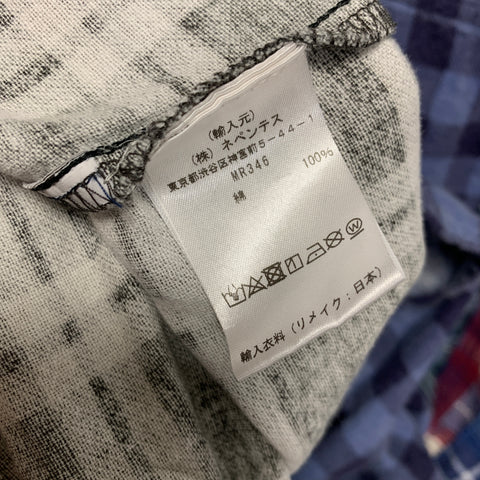 (輸入元)
(株) ネペンテス
東京都渋谷区神宮前5-44-1
MR346
綿 100%
輸入衣料 (リメイク:日本)